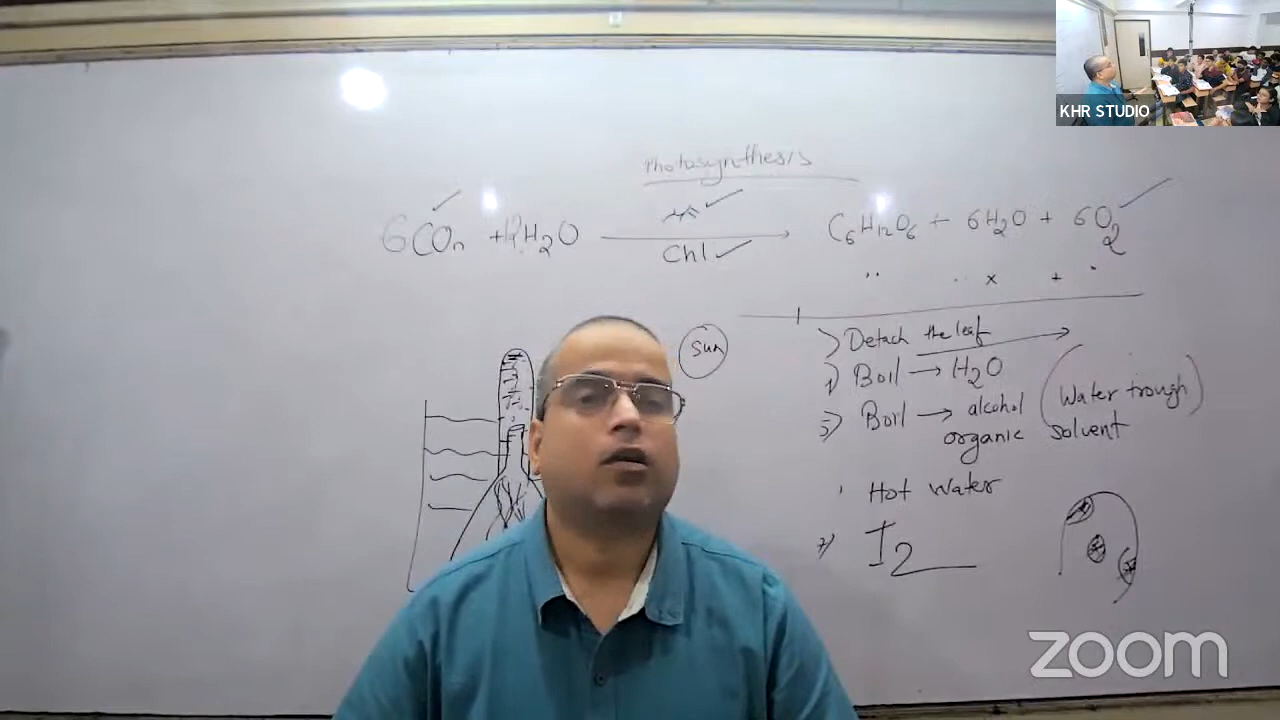 KHR STUDIO
Photosynthesis
6CO₂ + 12H₂O → C₆H₁₂O₆ + 6H₂O + 6O₂
Chl
Sun
Detach the leaf
Boil → H₂O
Boil → alcohol (Water trough)
organic solvent
Hot water
I₂
zoom